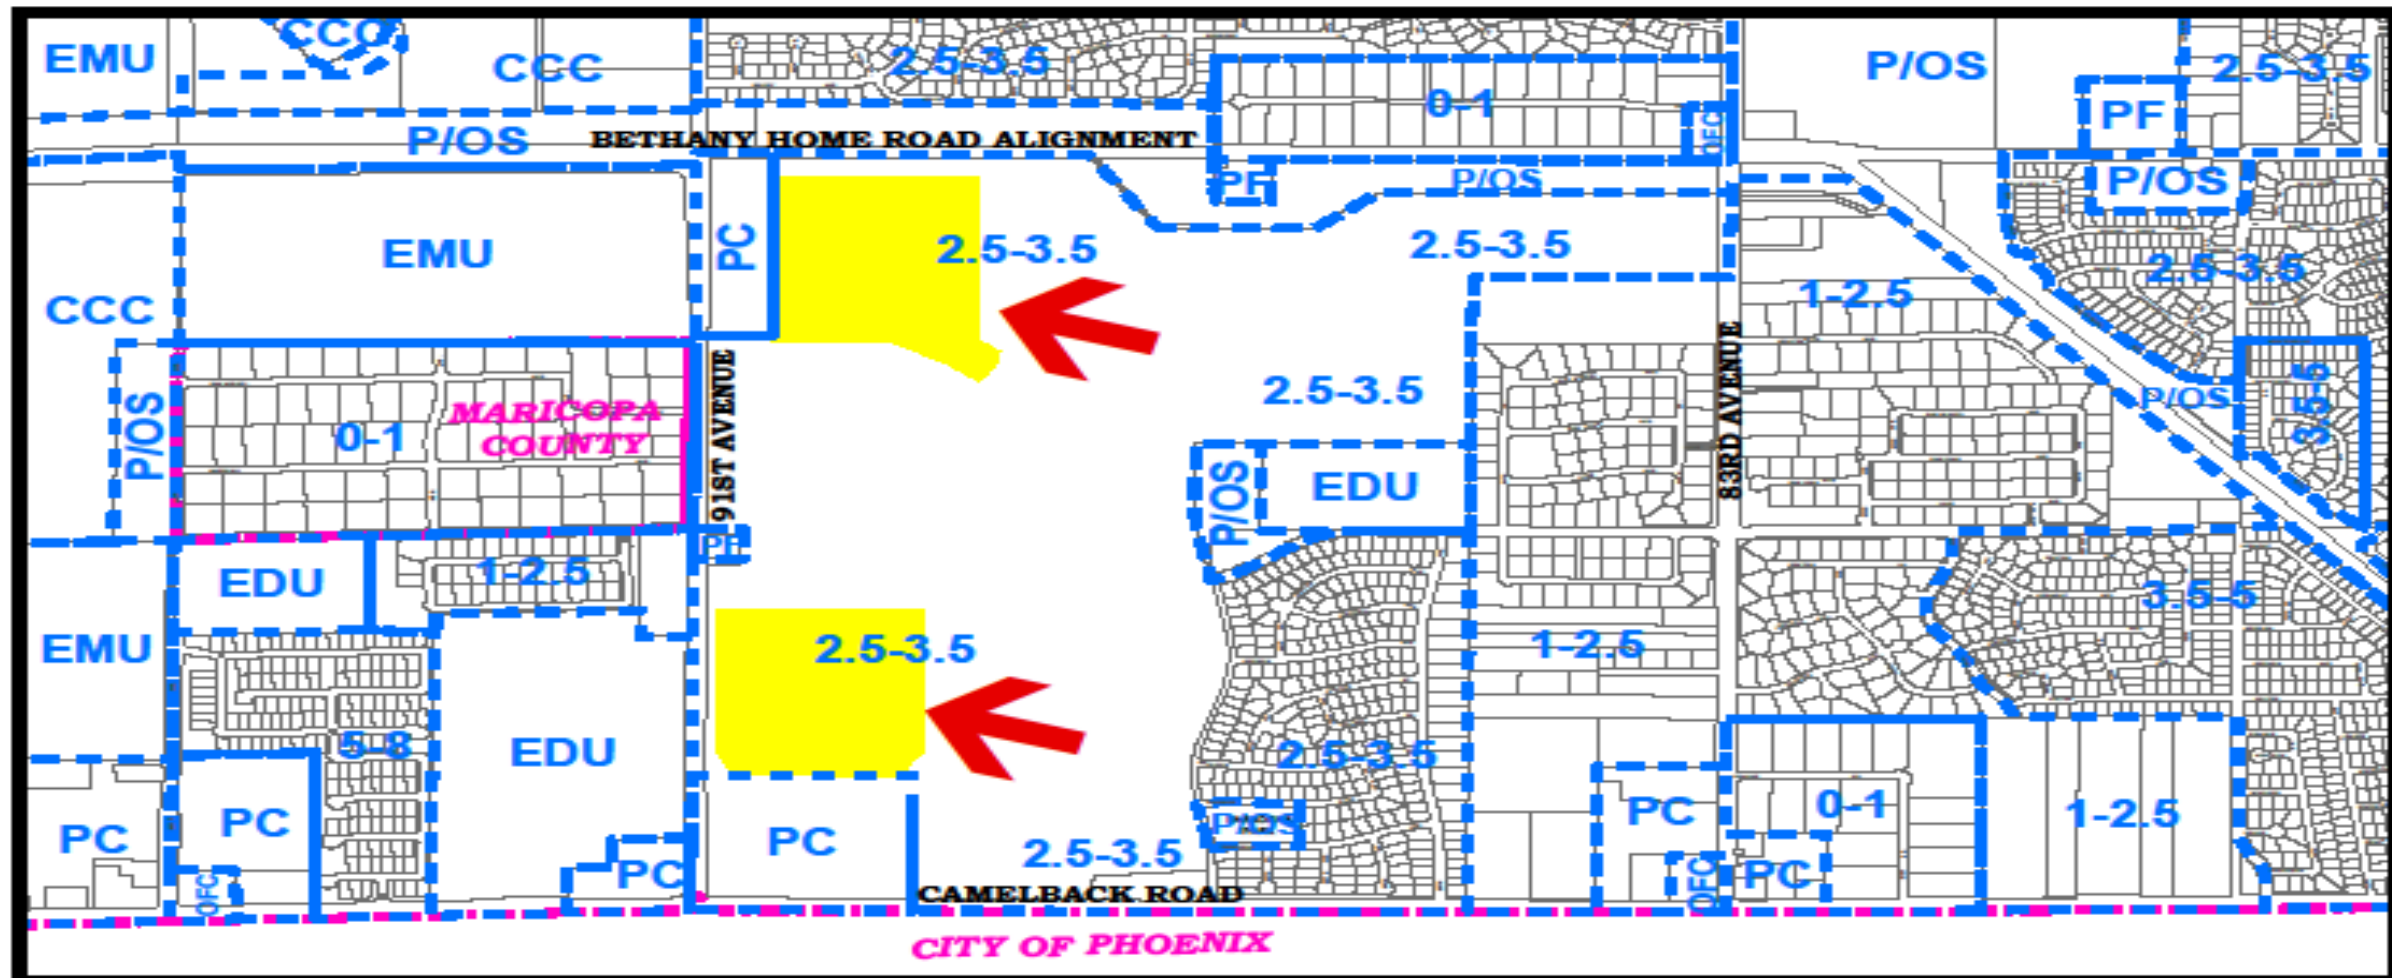 CCC
EMU
CCC
2.5-3.5
P/OS
2.5-3.5
PF
0-1
OFC
P/OS
BETHANY HOME ROAD ALIGNMENT
PF
P/OS
P/OS
EMU
PC
2.5-3.5
2.5-3.5
2.5-3.5
CCC
1-2.5
P/OS
0-1
MARICOPA
COUNTY
91ST AVENUE
2.5-3.5
83RD AVENUE
P/OS
3.5-5
P/OS
EDU
EDU
1-2.5
PF
3.5-5
EMU
2.5-3.5
1-2.5
5-8
EDU
2.5-3.5
PC
PC
PC
P/OS
PC
0-1
1-2.5
OFC
PC
2.5-3.5
OFC
PC
CAMELBACK ROAD
CITY OF PHOENIX